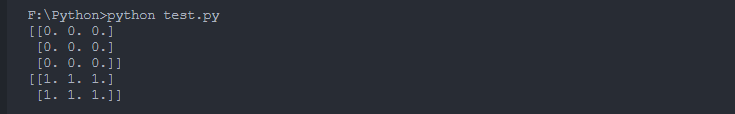 F:\Python>python test.py
[[0. 0. 0.]
 [0. 0. 0.]
 [0. 0. 0.]]
[[1. 1. 1.]
 [1. 1. 1.]]